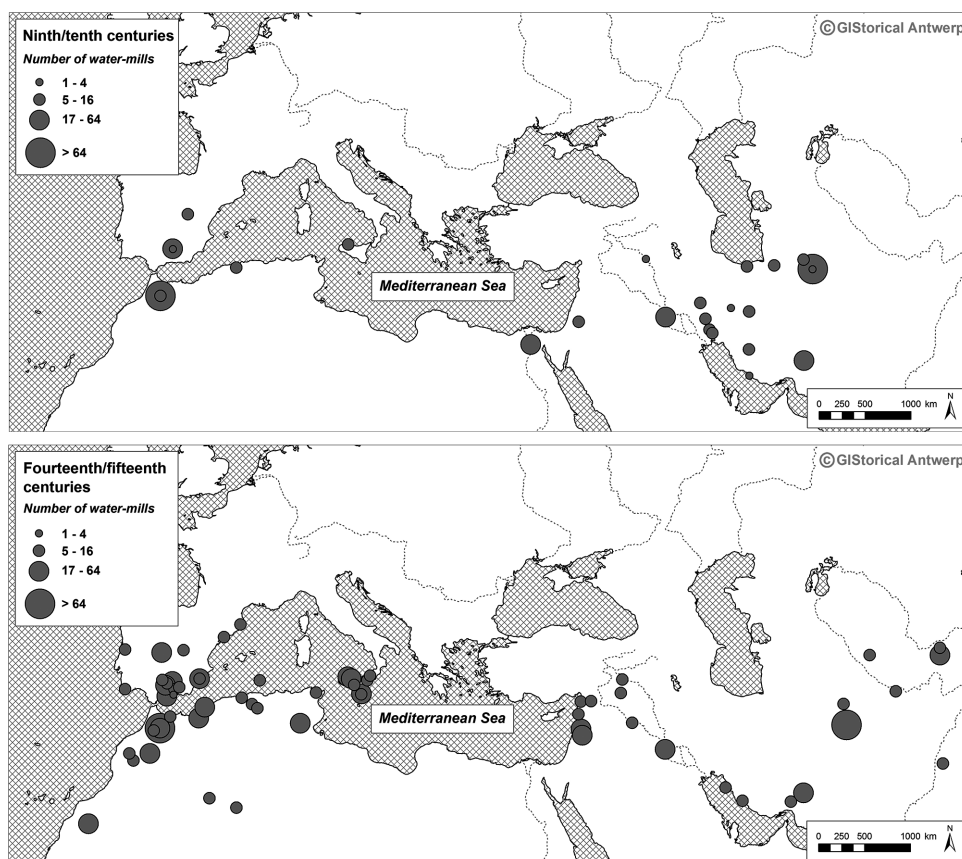 Ninth/tenth centuries
Number of water-mills
1 - 4
5 - 16
17 - 64
> 64
©GIStorical Antwerp
Mediterranean Sea
N
0 250 500 1000 km
Fourteenth/fifteenth
centuries
Number of water-mills
1 - 4
5 - 16
17 - 64
> 64
©GIStorical Antwerp
Mediterranean Sea
N
0 250 500 1000 km